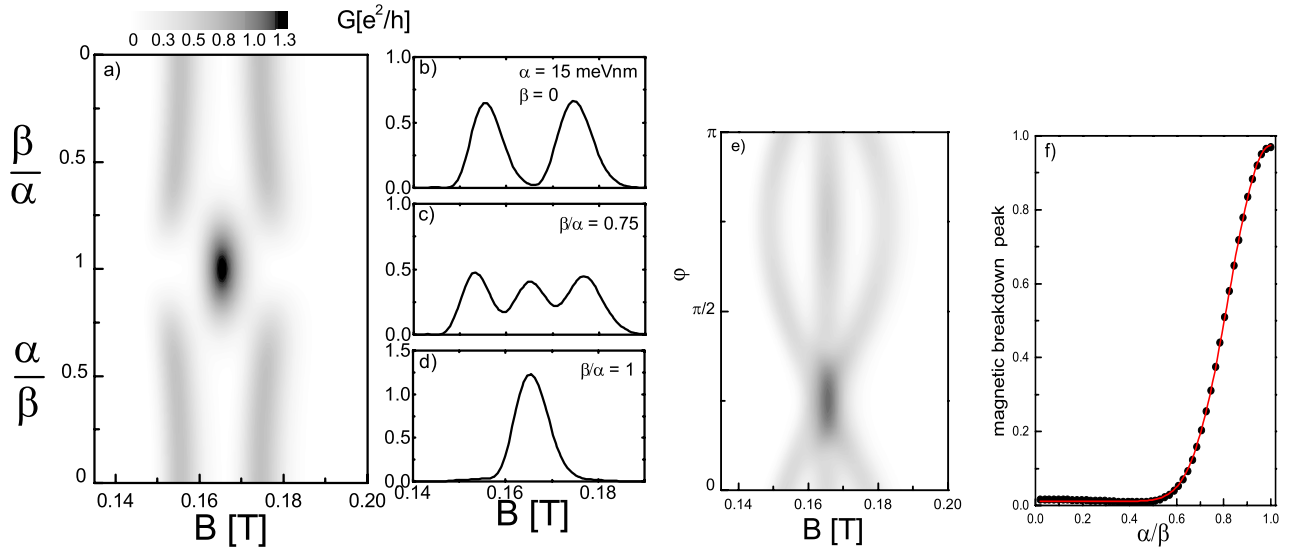 G[e²/h]
0 0.3 0.5 0.8 1.0 1.3
a)
β/α
α/β
0
0.5
1
0.5
0
0.14 0.16 0.18 0.20
B [T]
b)
α = 15 meVnm
β = 0
1.0
0.5
0.0
c)
β/α = 0.75
1.0
0.5
0.0
d)
β/α = 1
1.5
1.0
0.5
0.0
0.14 0.16 0.18
B [T]
e)
π
φ
π/2
0
0.14 0.16 0.18 0.20
B [T]
f)
magnetic breakdown peak
1.0
0.8
0.6
0.4
0.2
0.0
0.0 0.2 0.4 0.6 0.8 1.0
α/β